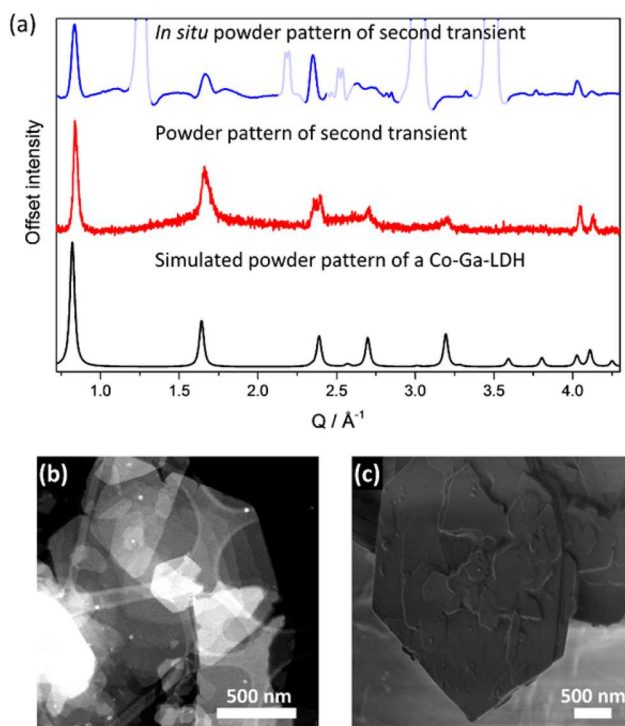 (a)
In situ powder pattern of second transient
Powder pattern of second transient
Simulated powder pattern of a Co-Ga-LDH
Offset intensity
1.0 1.5 2.0 2.5 3.0 3.5 4.0
Q / Å⁻¹
(b)
500 nm
(c)
500 nm